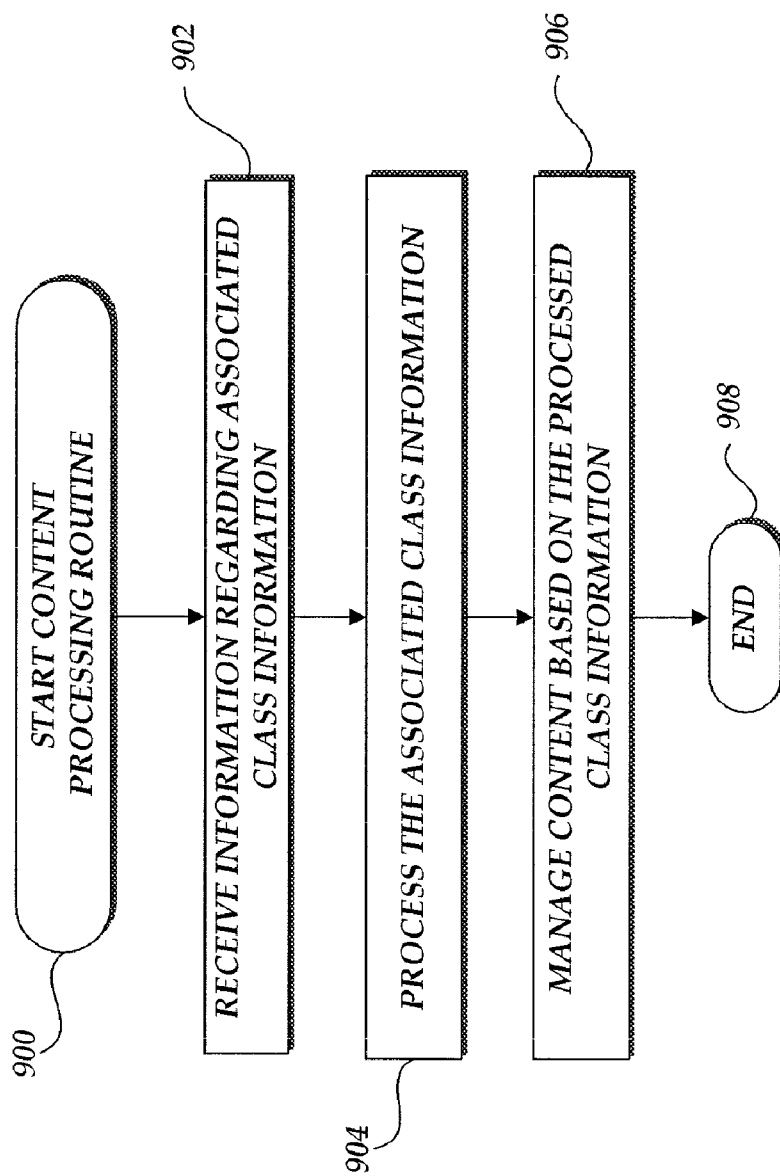 900
START CONTENT
PROCESSING ROUTINE
902
RECEIVE INFORMATION REGARDING ASSOCIATED
CLASS INFORMATION
904
PROCESS THE ASSOCIATED CLASS INFORMATION
906
MANAGE CONTENT BASED ON THE PROCESSED
CLASS INFORMATION
908
END